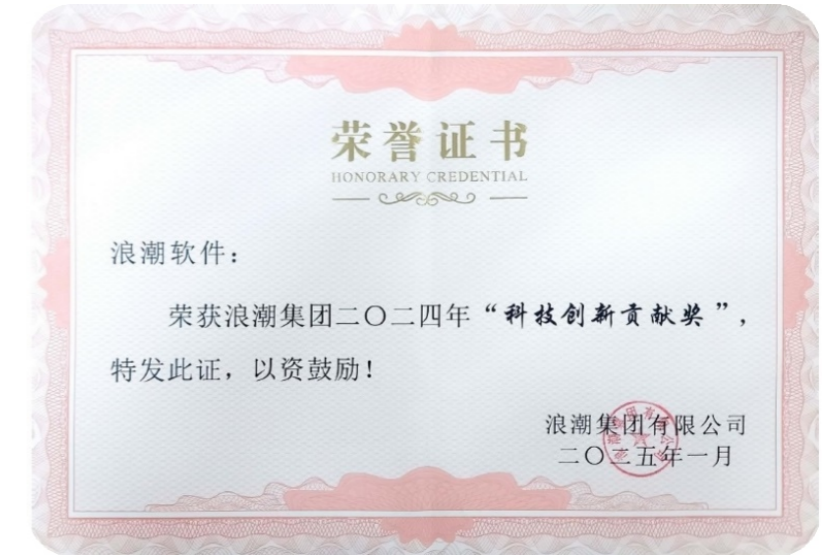 荣誉证书
HONORARY CREDENTIAL
浪潮软件：
荣获浪潮集团二〇二四年“科技创新贡献奖”，
特发此证，以资鼓励！
浪潮集团有限公司
二〇二五年一月